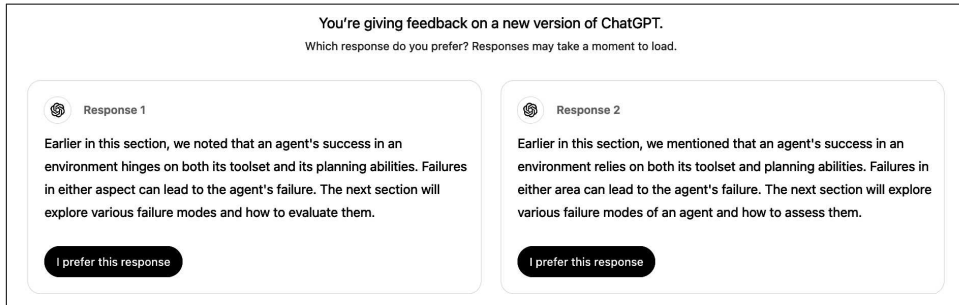 You're giving feedback on a new version of ChatGPT.
Which response do you prefer? Responses may take a moment to load.
Response 1
Earlier in this section, we noted that an agent's success in an
environment hinges on both its toolset and its planning abilities. Failures
in either aspect can lead to the agent's failure. The next section will
explore various failure modes and how to evaluate them.
I prefer this response
Response 2
Earlier in this section, we mentioned that an agent's success in an
environment relies on both its toolset and planning abilities. Failures in
either area can lead to the agent's failure. The next section will explore
various failure modes of an agent and how to assess them.
I prefer this response